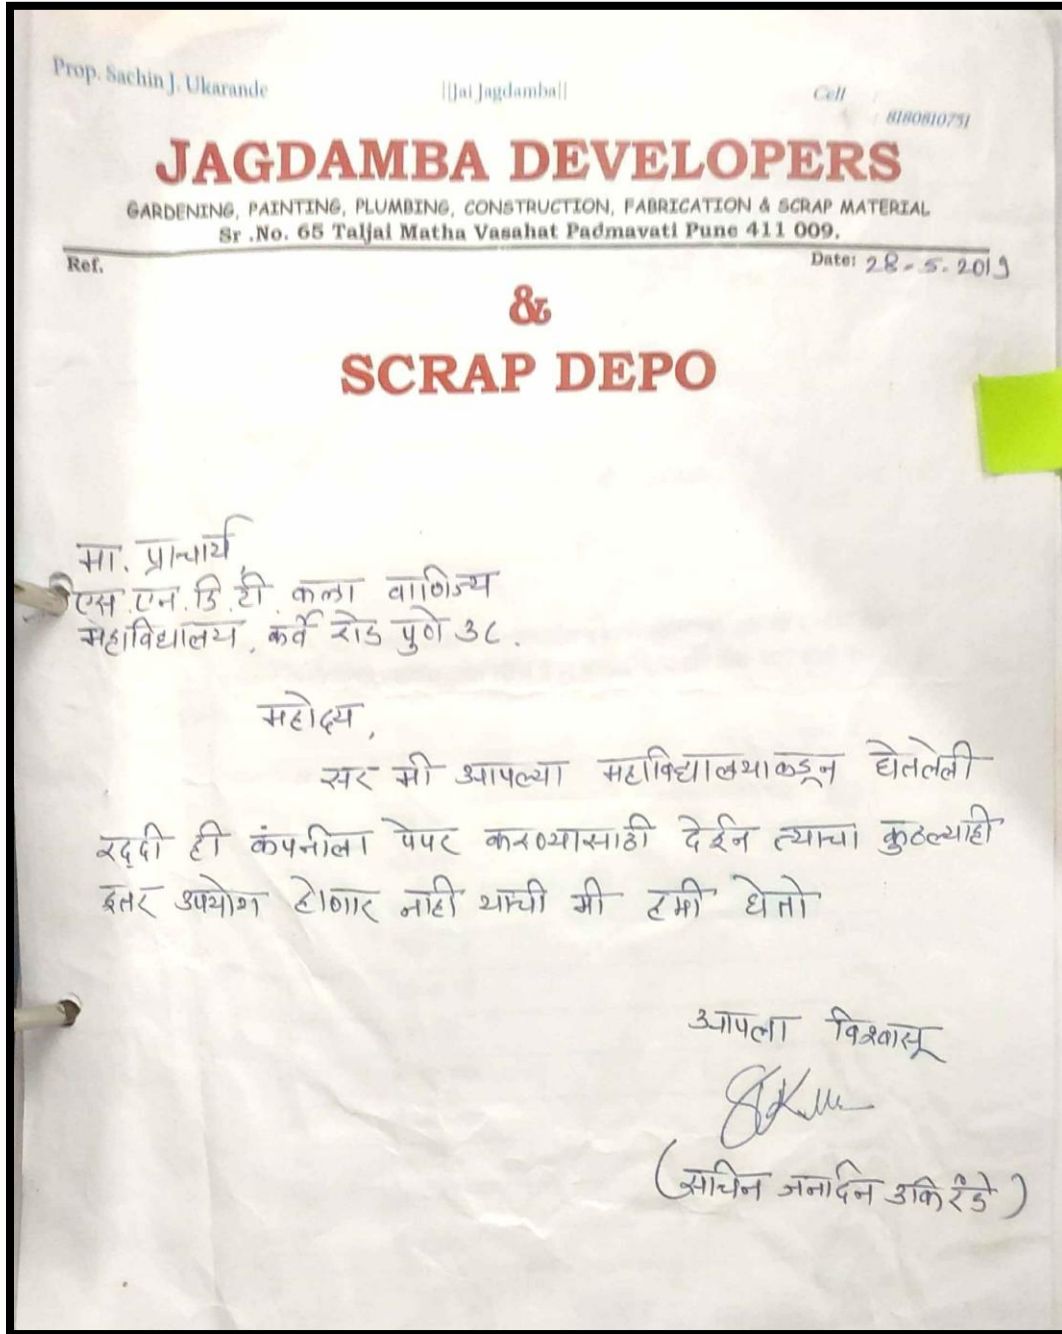 Prop. Sachin J. Ukarande
||Jai Jagdamba||
Cell :
: 8180810751
JAGDAMBA DEVELOPERS
GARDENING, PAINTING, PLUMBING, CONSTRUCTION, FABRICATION & SCRAP MATERIAL
Sr .No. 65 Taljai Matha Vasahat Padmavati Pune 411 009.
Ref.
Date: 28-5-2019
&
SCRAP DEPO
मा. प्राचार्य,
एस.एन.डि.टी. कला वाणिज्य
महाविद्यालय, कर्वे रोड पुणे ३८.
महोदय,
सर मी आपल्या महाविद्यालयाकडून घेतलेली
रद्दी ही कंपनीला पेपर करण्यासाठी देईन त्याचा कुठल्याही
इतर उपयोग होणार नाही याची मी हमी घेतो
आपला विश्वासू
(सचिन जनार्दन उकिरंडे)